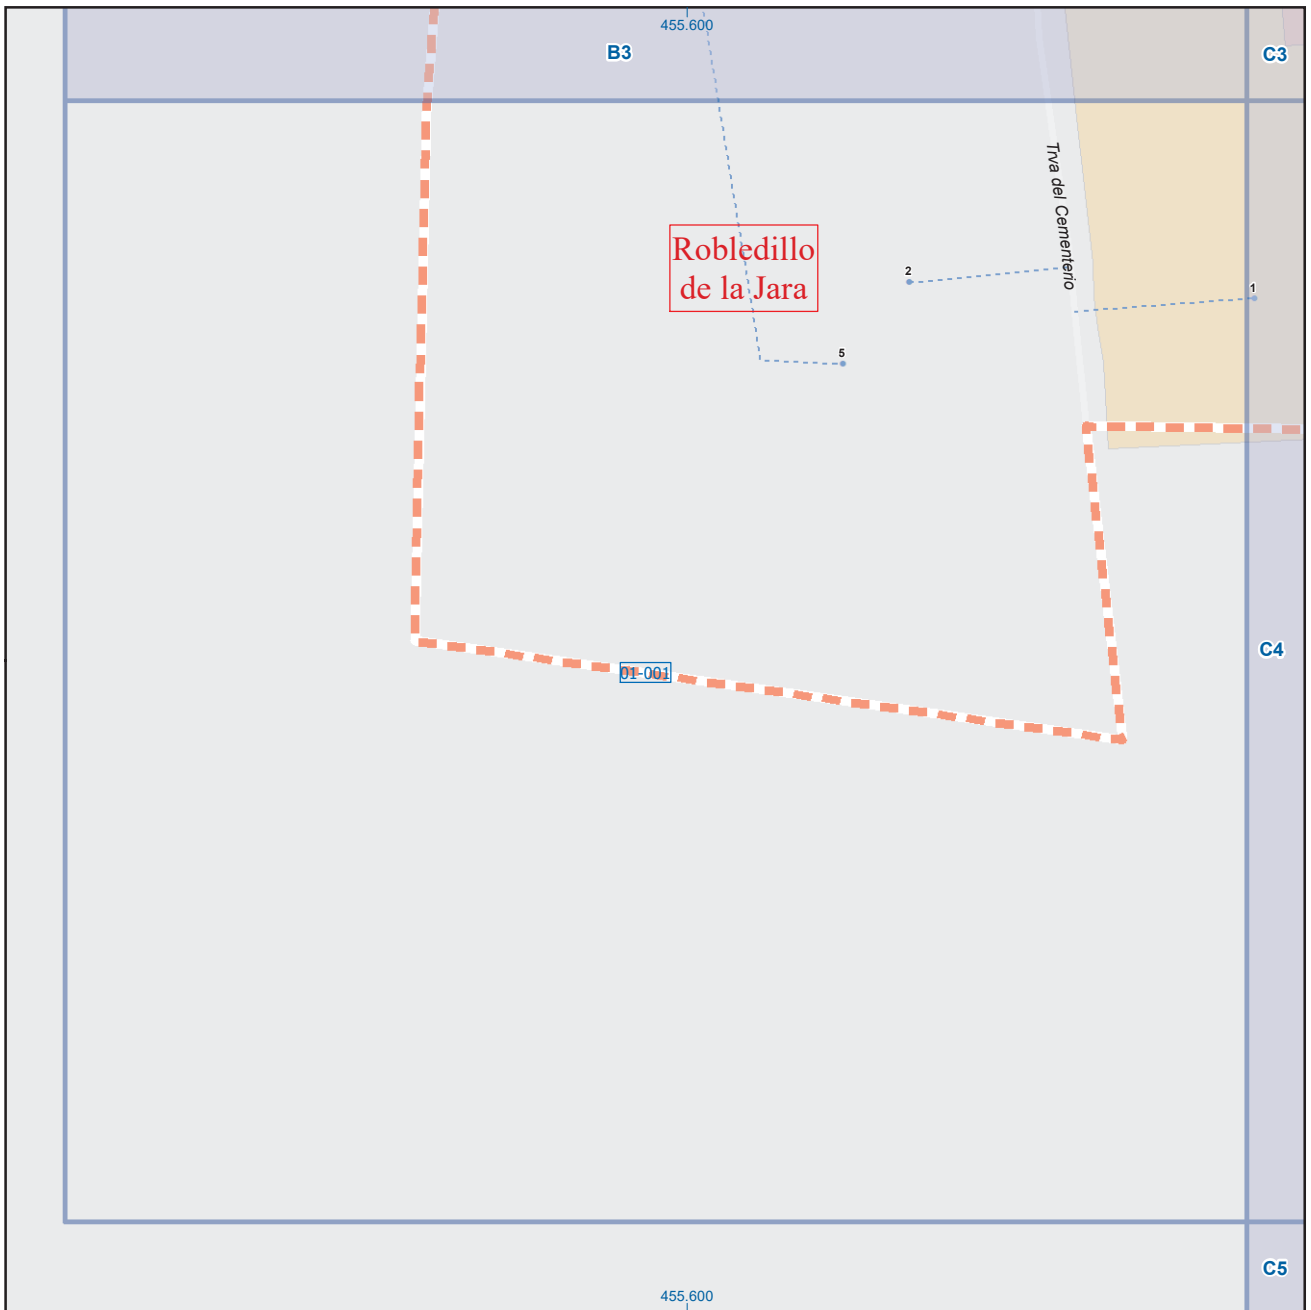 455.600
B3
C3
Trva del Cementerio
Robledillo
de la Jara
2
1
5
C4
01-001
C5
455.600